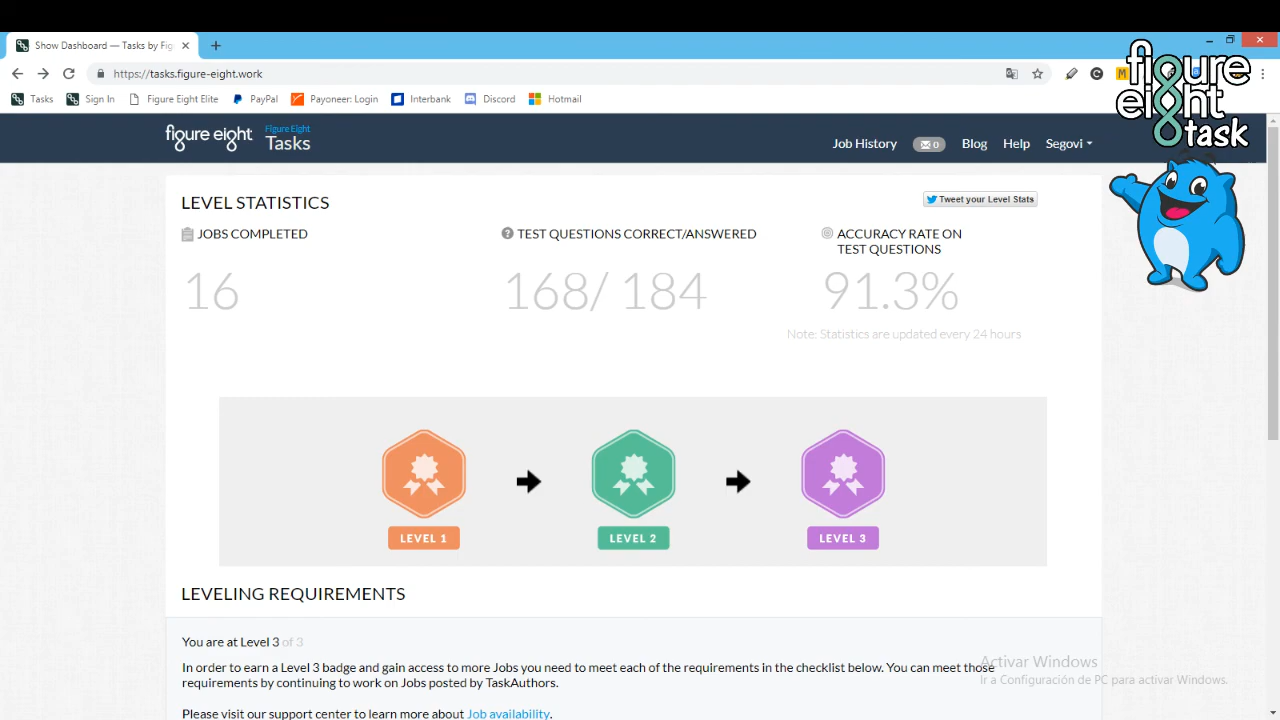 Show Dashboard — Tasks by Fig
https://tasks.figure-eight.work
Tasks
Sign In
Figure Eight Elite
PayPal
Payoneer: Login
Interbank
Discord
Hotmail
figure
eight
task
figure eight
Figure Eight
Tasks
Job History
0
Blog
Help
Segovi
LEVEL STATISTICS
Tweet your Level Stats
JOBS COMPLETED
TEST QUESTIONS CORRECT/ANSWERED
ACCURACY RATE ON
TEST QUESTIONS
16
168/ 184
91.3%
Note: Statistics are updated every 24 hours
LEVEL 1
LEVEL 2
LEVEL 3
LEVELING REQUIREMENTS
You are at Level 3 of 3
In order to earn a Level 3 badge and gain access to more Jobs you need to meet each of the requirements in the checklist below. You can meet those
requirements by continuing to work on Jobs posted by TaskAuthors.
Please visit our support center to learn more about Job availability.
Activar Windows
Ir a Configuración de PC para activar Windows.